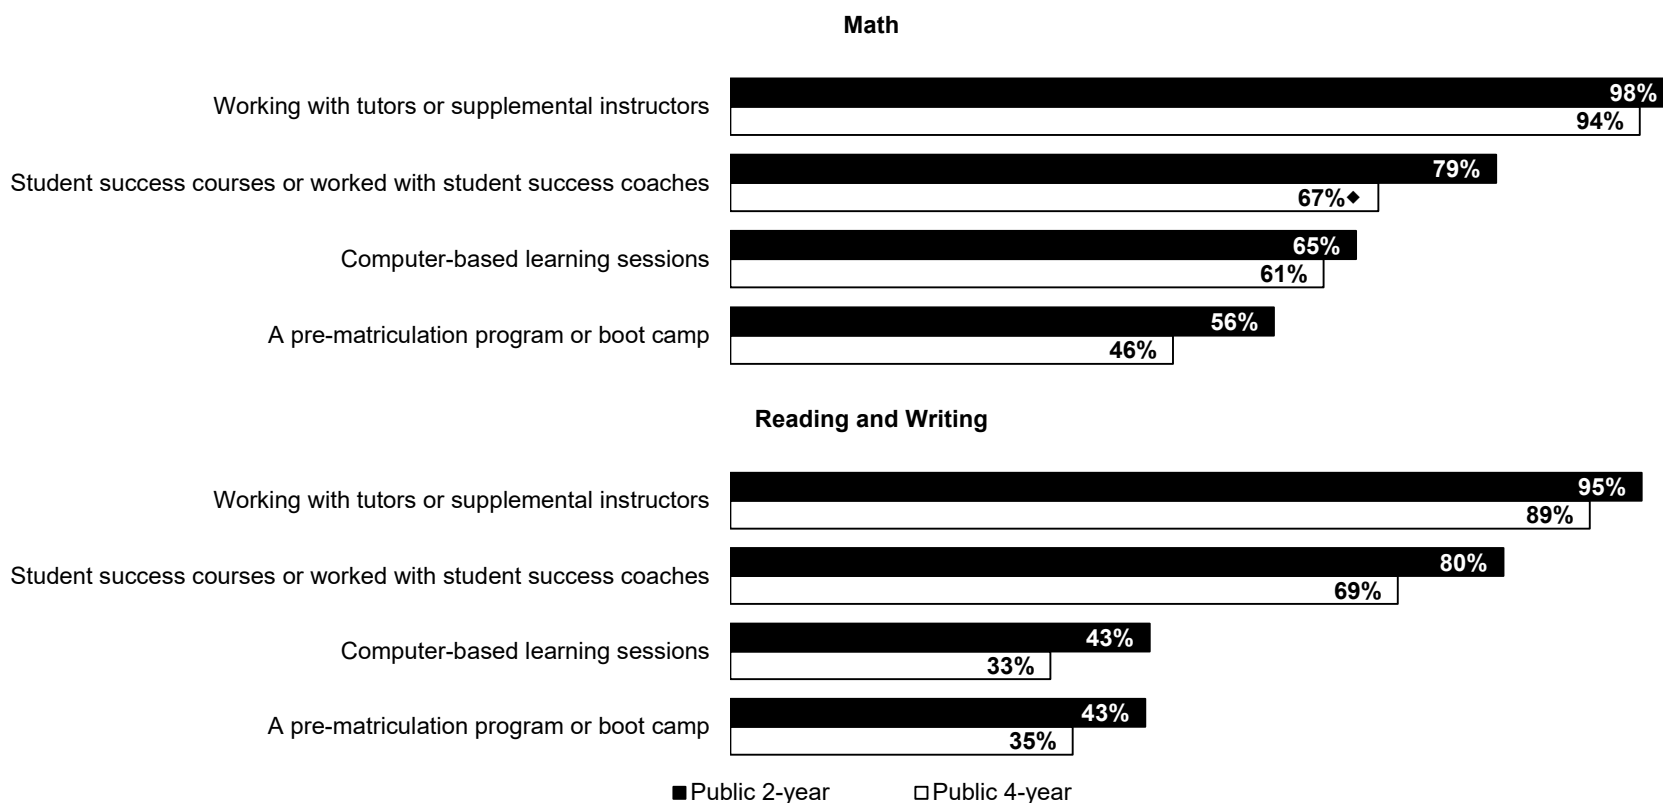 Math
Working with tutors or supplemental instructors
98%
94%
Student success courses or worked with student success coaches
79%
67%◆
Computer-based learning sessions
65%
61%
A pre-matriculation program or boot camp
56%
46%
Reading and Writing
Working with tutors or supplemental instructors
95%
89%
Student success courses or worked with student success coaches
80%
69%
Computer-based learning sessions
43%
33%
A pre-matriculation program or boot camp
43%
35%
Public 2-year Public 4-year